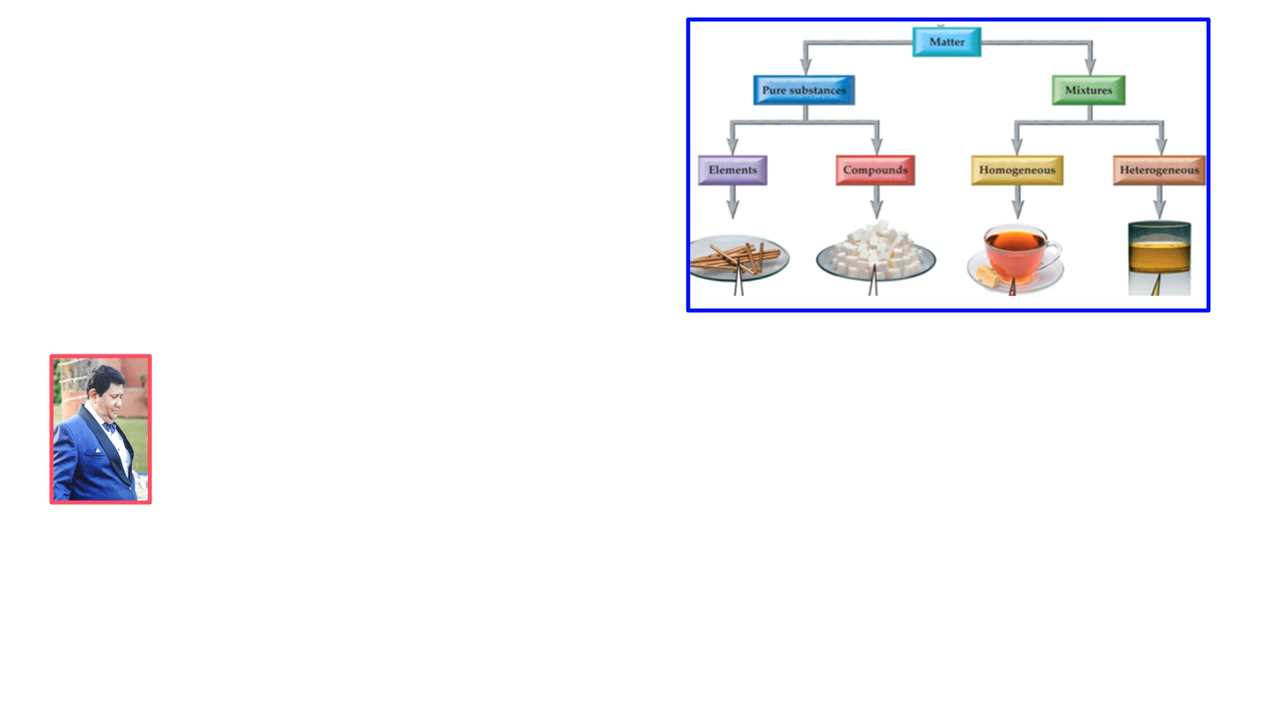 Matter
Pure substances
Mixtures
Elements
Compounds
Homogeneous
Heterogeneous